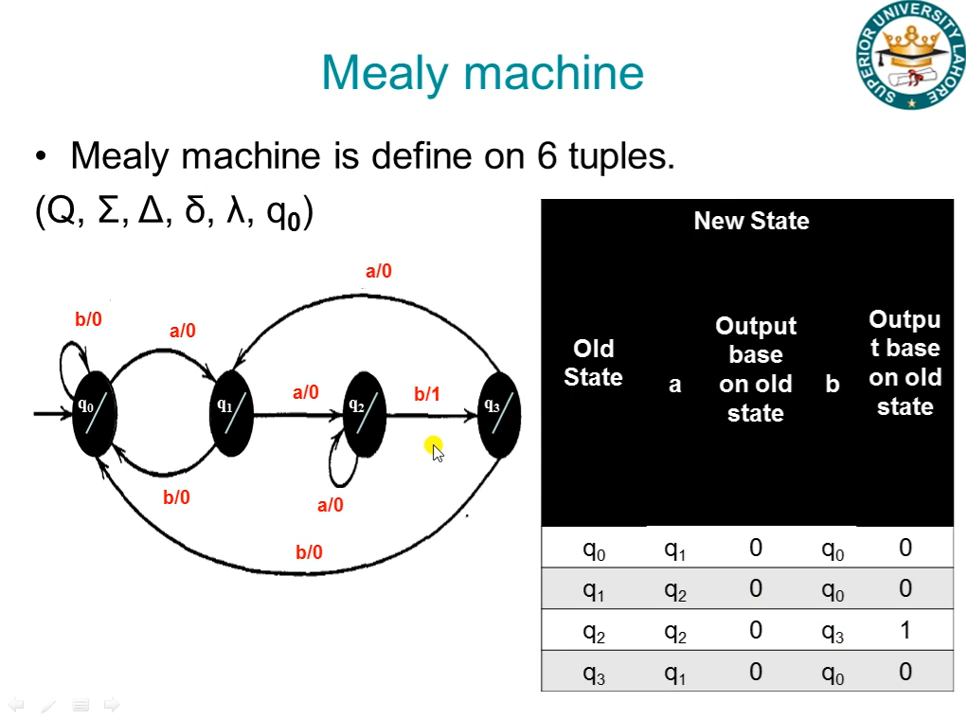 SUPERIOR UNIVERSITY LAHORE
Mealy machine
• Mealy machine is define on 6 tuples.
(Q, Σ, Δ, δ, λ, q₀)
a/0
b/0
a/0
a/0
b/1
q₀
q₁
q₂
q₃
b/0
a/0
b/0
New State
Old
State
a
Output
base
on old
state
b
Outpu
t base
on old
state
q₀ q₁ 0 q₀ 0
q₁ q₂ 0 q₀ 0
q₂ q₂ 0 q₃ 1
q₃ q₁ 0 q₀ 0